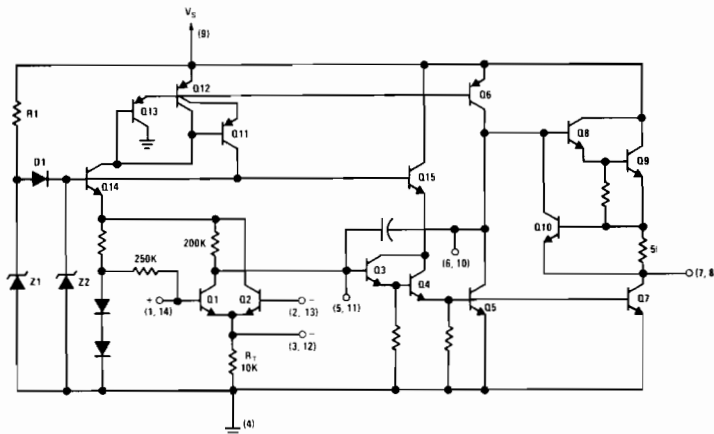 VS
(9)
Q12
Q6
R1
Q13
Q11
Q8
Q9
D1
Q14
Q15
Q10
200K
250K
Z1
Z2
+
(1, 14)
Q1
Q2
−
(2, 13)
−
(3, 12)
RT
10K
Q3
(5, 11)
Q4
(6, 10)
Q5
5
(7, 8
Q7
(4)